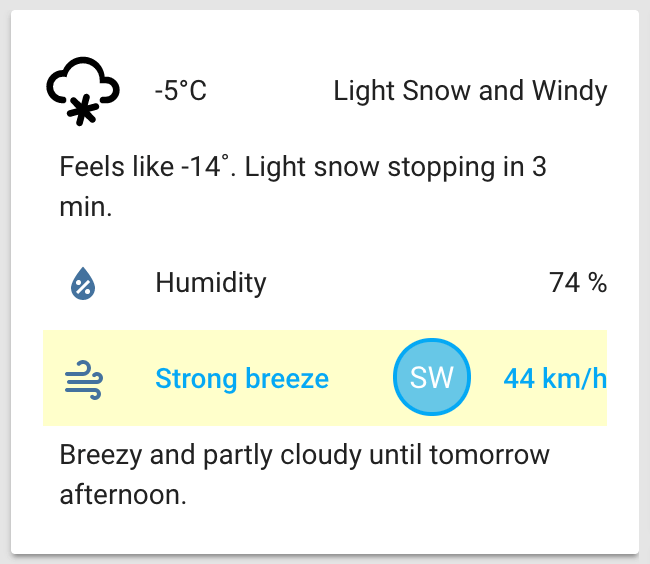 -5°C Light Snow and Windy
Feels like -14˚. Light snow stopping in 3
min.
Humidity 74 %
Strong breeze SW 44 km/h
Breezy and partly cloudy until tomorrow
afternoon.